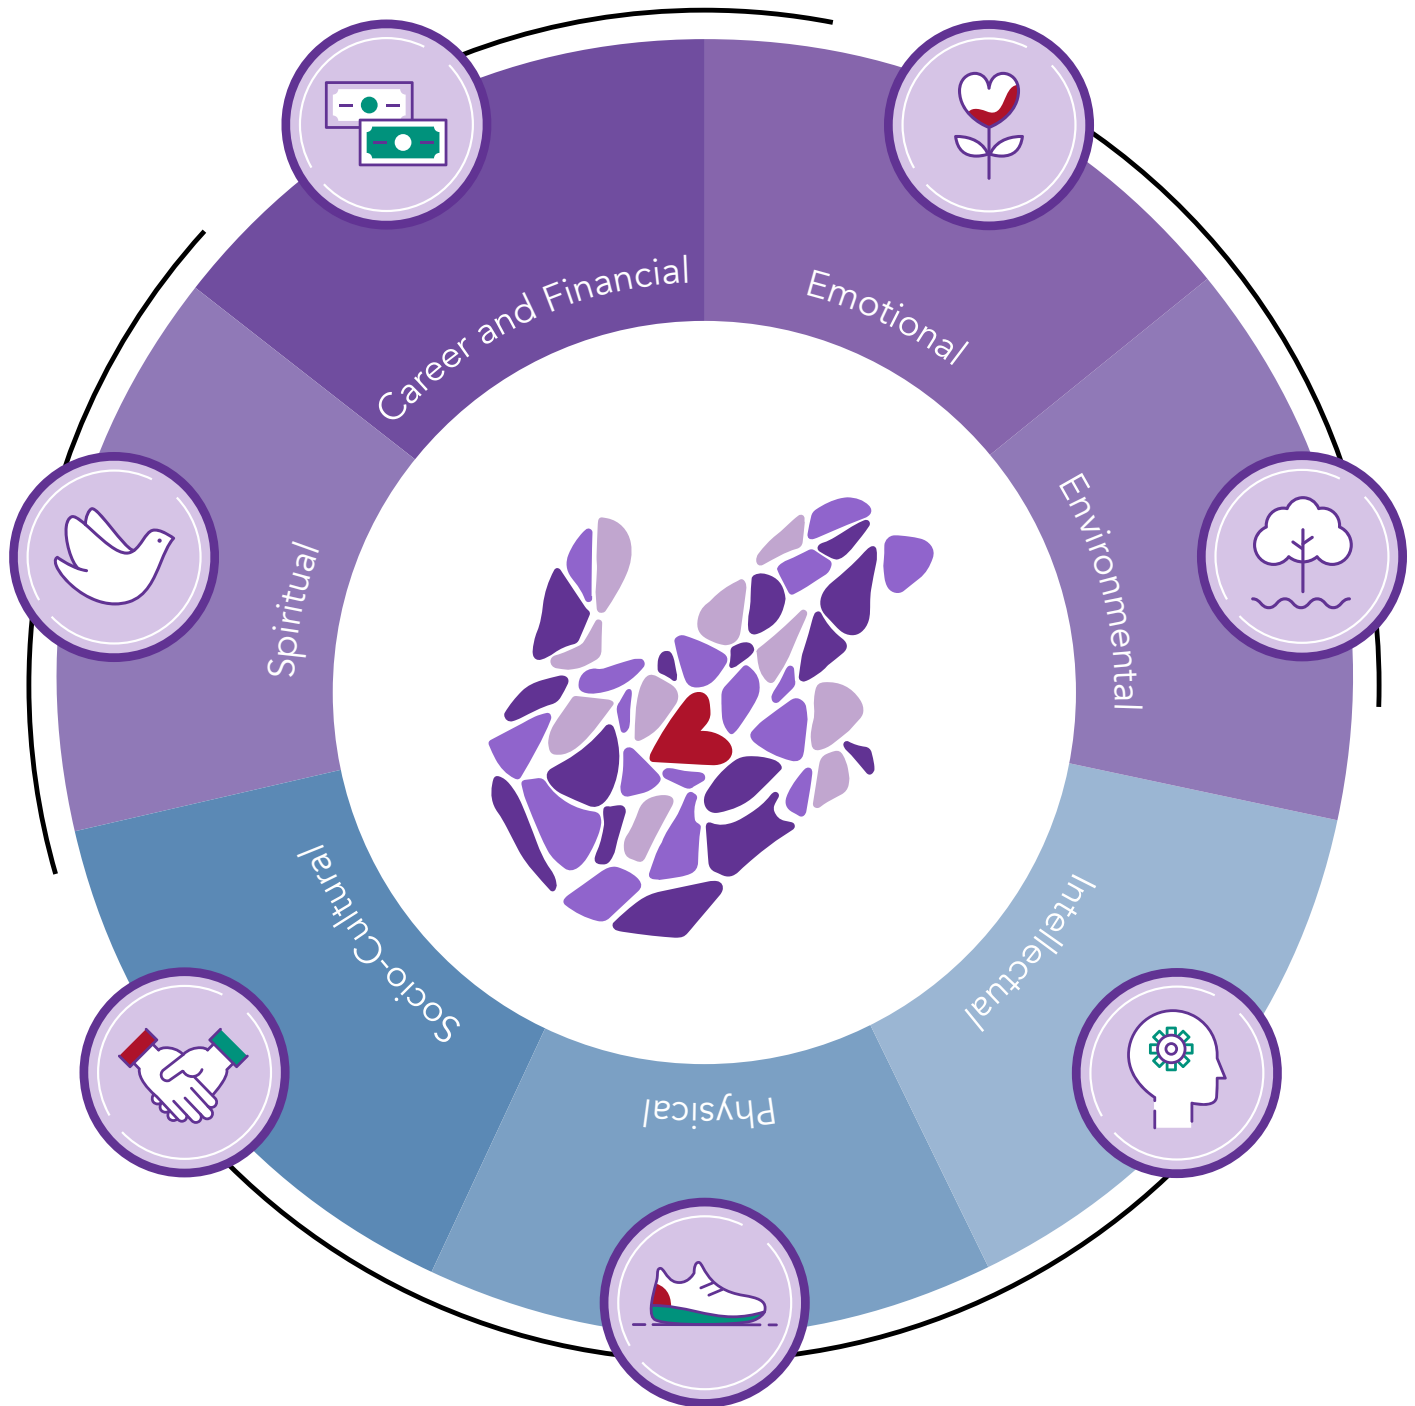 Career and Financial
Emotional
Environmental
Intellectual
Physical
Socio-Cultural
Spiritual